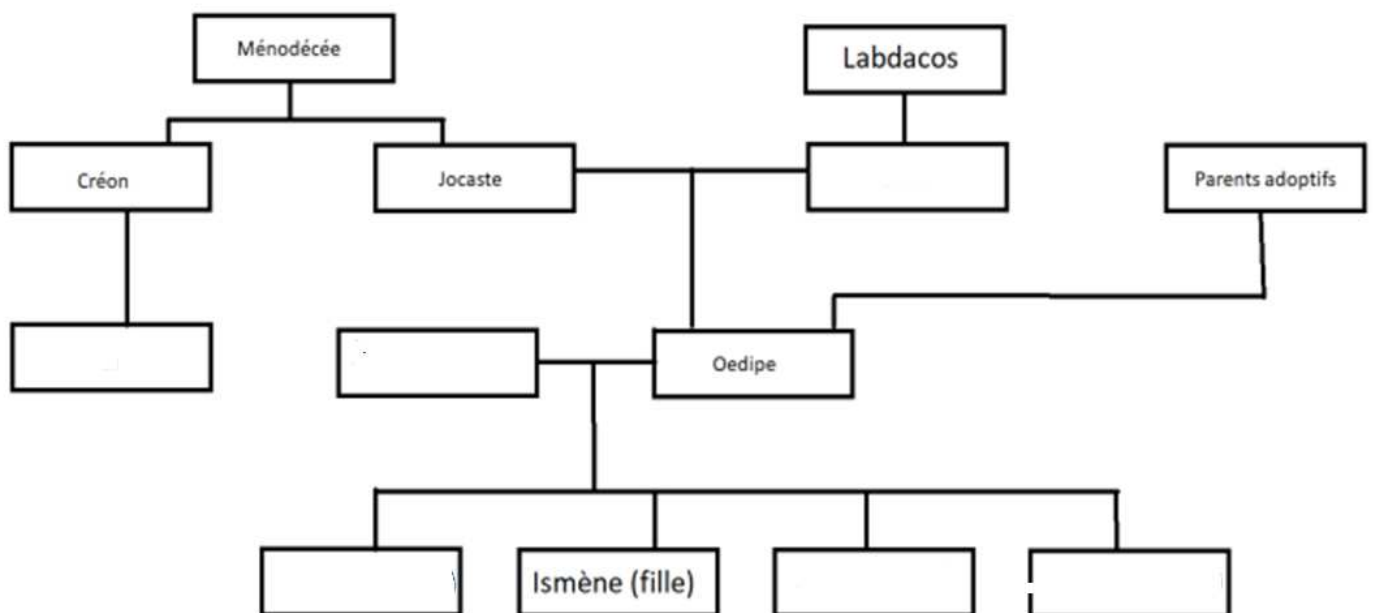 Ménodécée
Labdacos
Créon
Jocaste
Parents adoptifs
Oedipe
Ismène (fille)